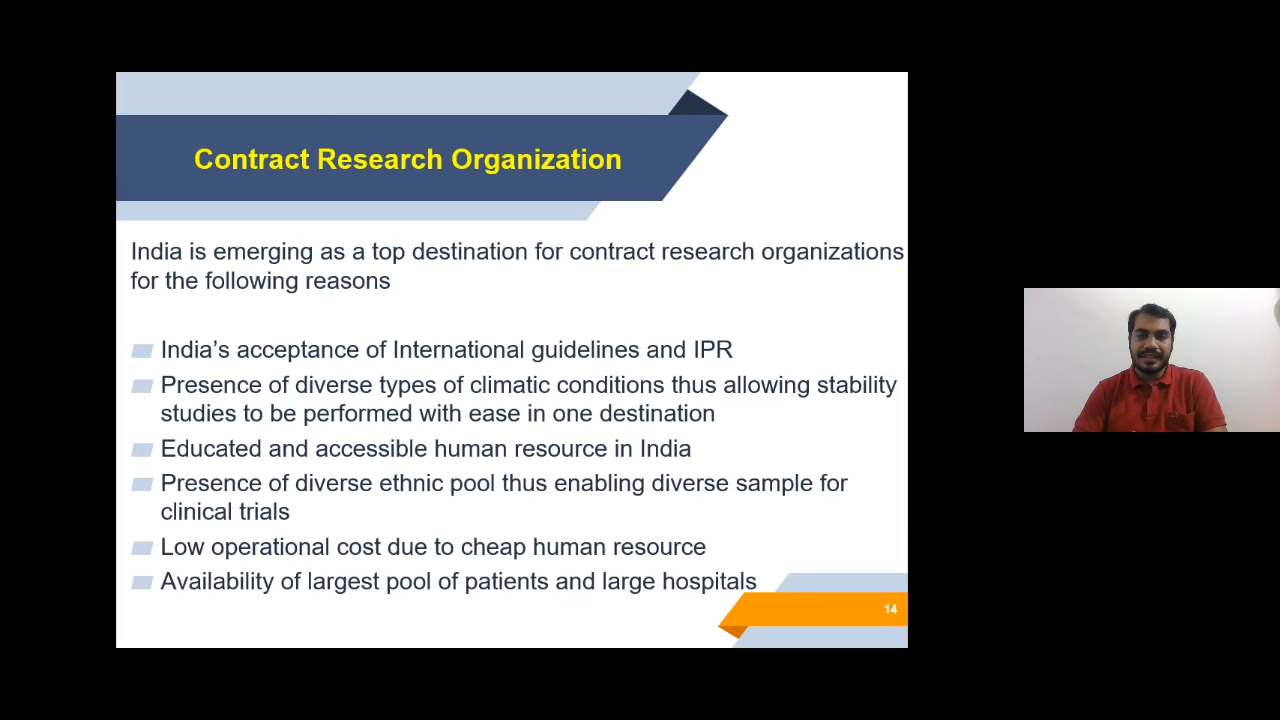 Contract Research Organization
India is emerging as a top destination for contract research organizations
for the following reasons
India’s acceptance of International guidelines and IPR
Presence of diverse types of climatic conditions thus allowing stability
studies to be performed with ease in one destination
Educated and accessible human resource in India
Presence of diverse ethnic pool thus enabling diverse sample for
clinical trials
Low operational cost due to cheap human resource
Availability of largest pool of patients and large hospitals
14